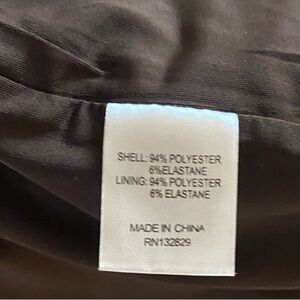 SHELL: 94% POLYESTER
6%ELASTANE
LINING: 94% POLYESTER
6% ELASTANE
MADE IN CHINA
RN132829